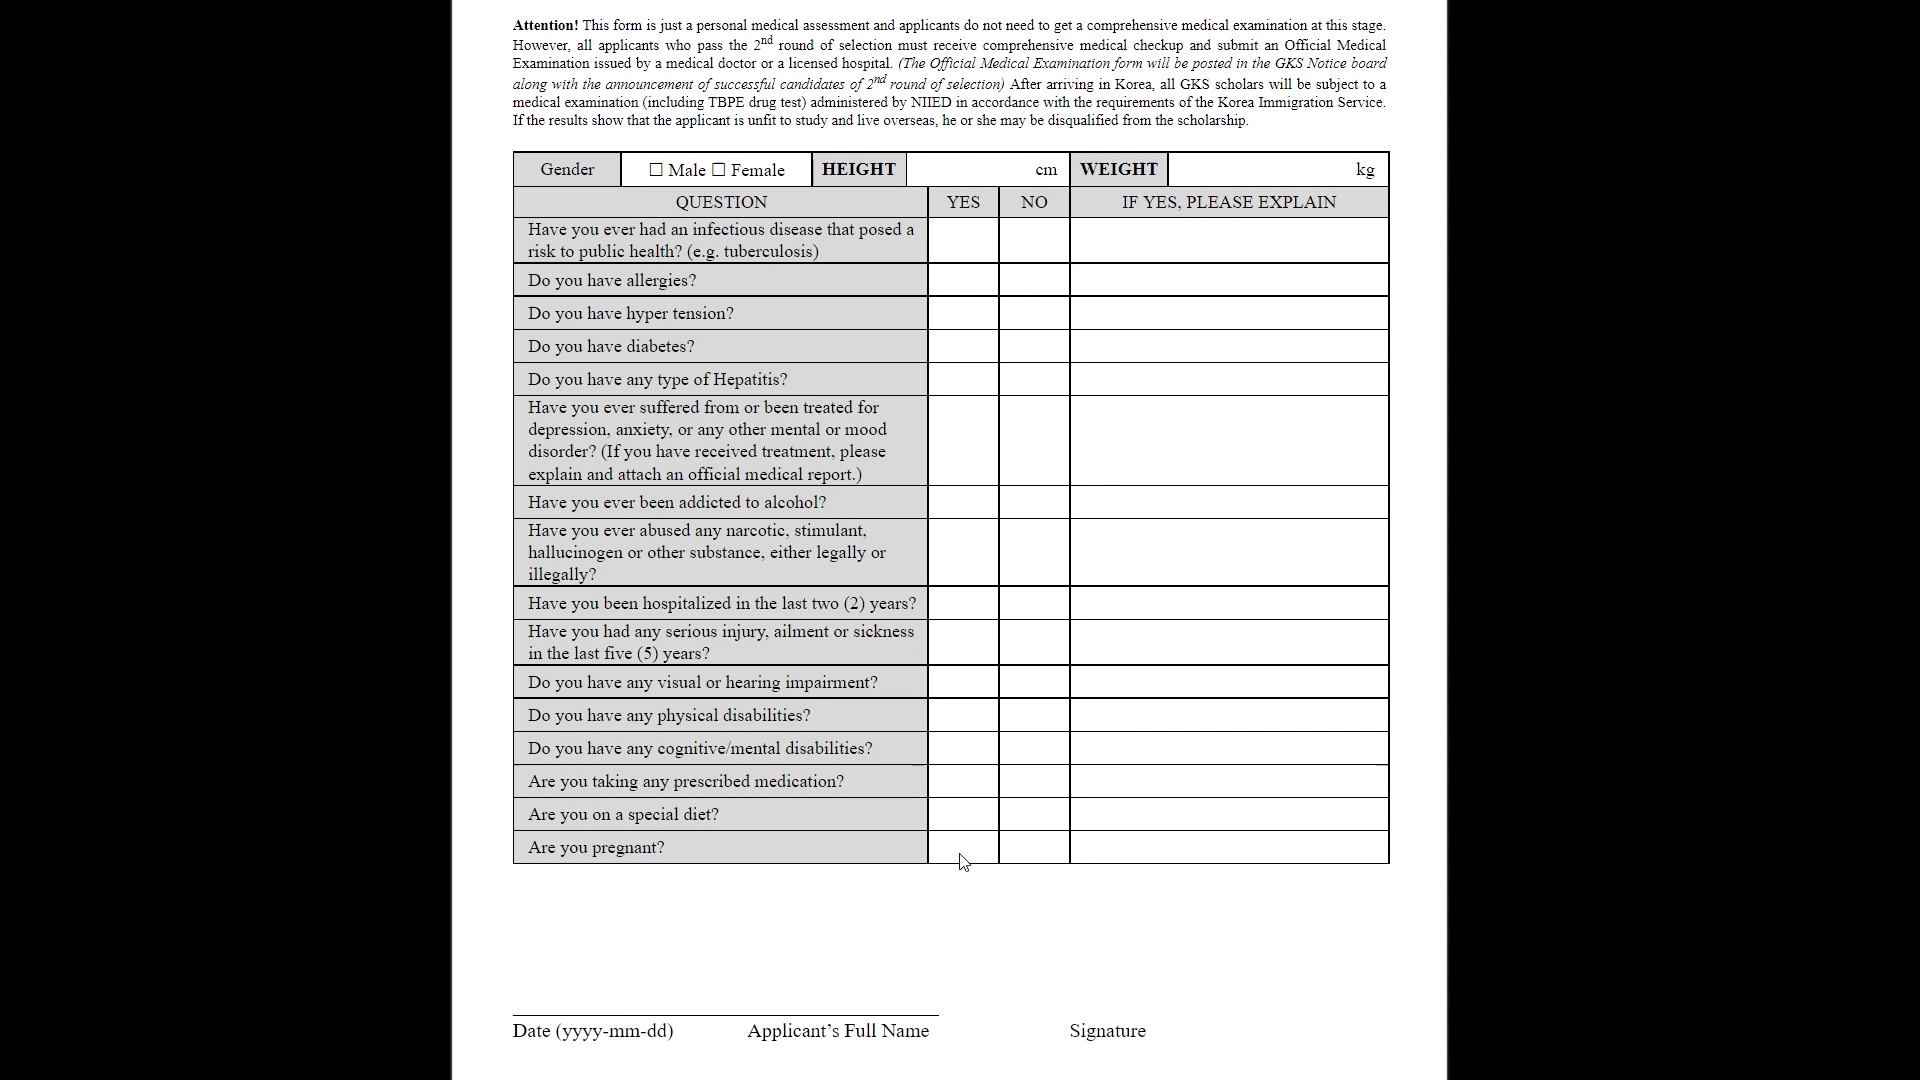 Attention! This form is just a personal medical assessment and applicants do not need to get a comprehensive medical examination at this stage.
However, all applicants who pass the 2nd round of selection must receive comprehensive medical checkup and submit an Official Medical
Examination issued by a medical doctor or a licensed hospital. (The Official Medical Examination form will be posted in the GKS Notice board
along with the announcement of successful candidates of 2nd round of selection) After arriving in Korea, all GKS scholars will be subject to a
medical examination (including TBPE drug test) administered by NIIED in accordance with the requirements of the Korea Immigration Service.
If the results show that the applicant is unfit to study and live overseas, he or she may be disqualified from the scholarship.
Gender ☐ Male ☐ Female HEIGHT cm WEIGHT kg
QUESTION YES NO IF YES, PLEASE EXPLAIN
Have you ever had an infectious disease that posed a
risk to public health? (e.g. tuberculosis)
Do you have allergies?
Do you have hyper tension?
Do you have diabetes?
Do you have any type of Hepatitis?
Have you ever suffered from or been treated for
depression, anxiety, or any other mental or mood
disorder? (If you have received treatment, please
explain and attach an official medical report.)
Have you ever been addicted to alcohol?
Have you ever abused any narcotic, stimulant,
hallucinogen or other substance, either legally or
illegally?
Have you been hospitalized in the last two (2) years?
Have you had any serious injury, ailment or sickness
in the last five (5) years?
Do you have any visual or hearing impairment?
Do you have any physical disabilities?
Do you have any cognitive/mental disabilities?
Are you taking any prescribed medication?
Are you on a special diet?
Are you pregnant?
Date (yyyy-mm-dd) Applicant’s Full Name Signature